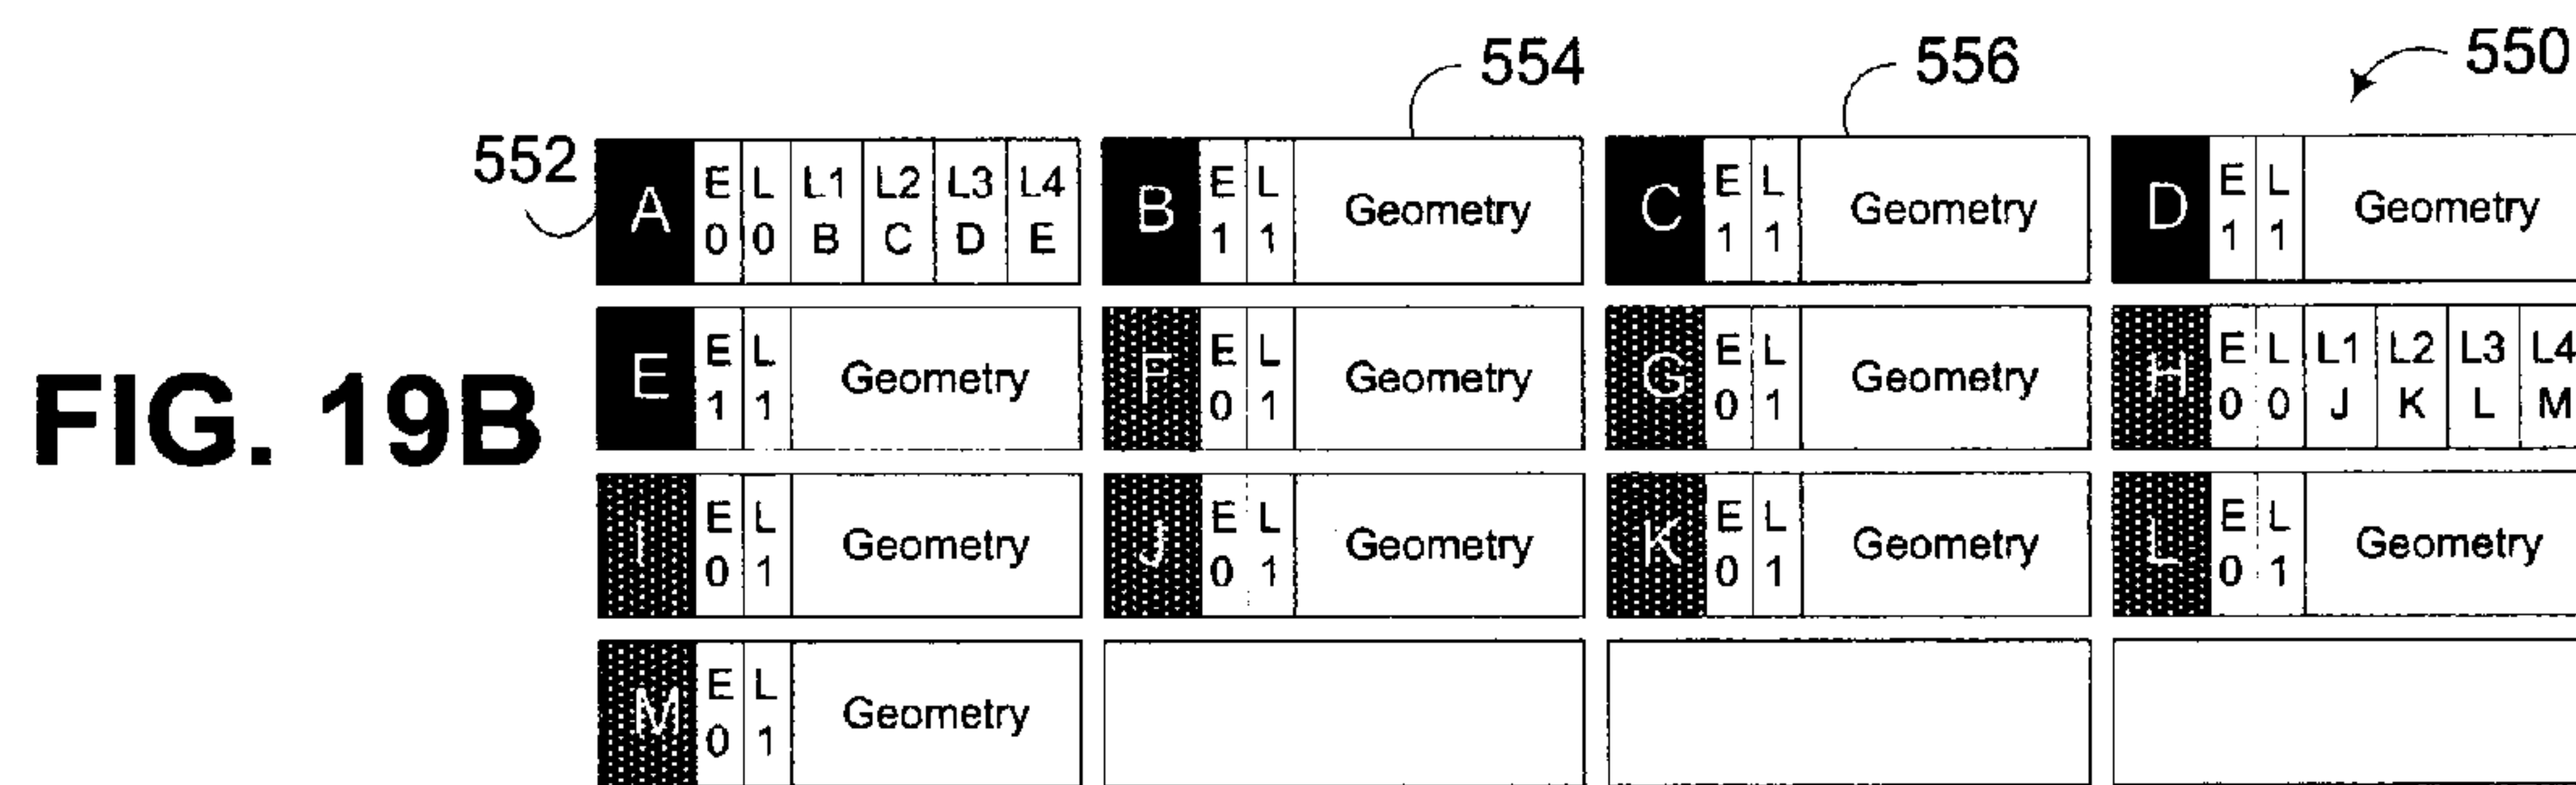 554 556 550
552
A E 0 L 0 L1 B L2 C L3 D L4 E B E 1 L 1 Geometry C E 1 L 1 Geometry D E 1 L 1 Geometry
FIG. 19B
E E 1 L 1 Geometry F E 0 L 1 Geometry G E 0 L 1 Geometry H E 0 L 0 L1 J L2 K L3 L L4 M
I E 0 L 1 Geometry J E 0 L 1 Geometry K E 0 L 1 Geometry L E 0 L 1 Geometry
M E 0 L 1 Geometry